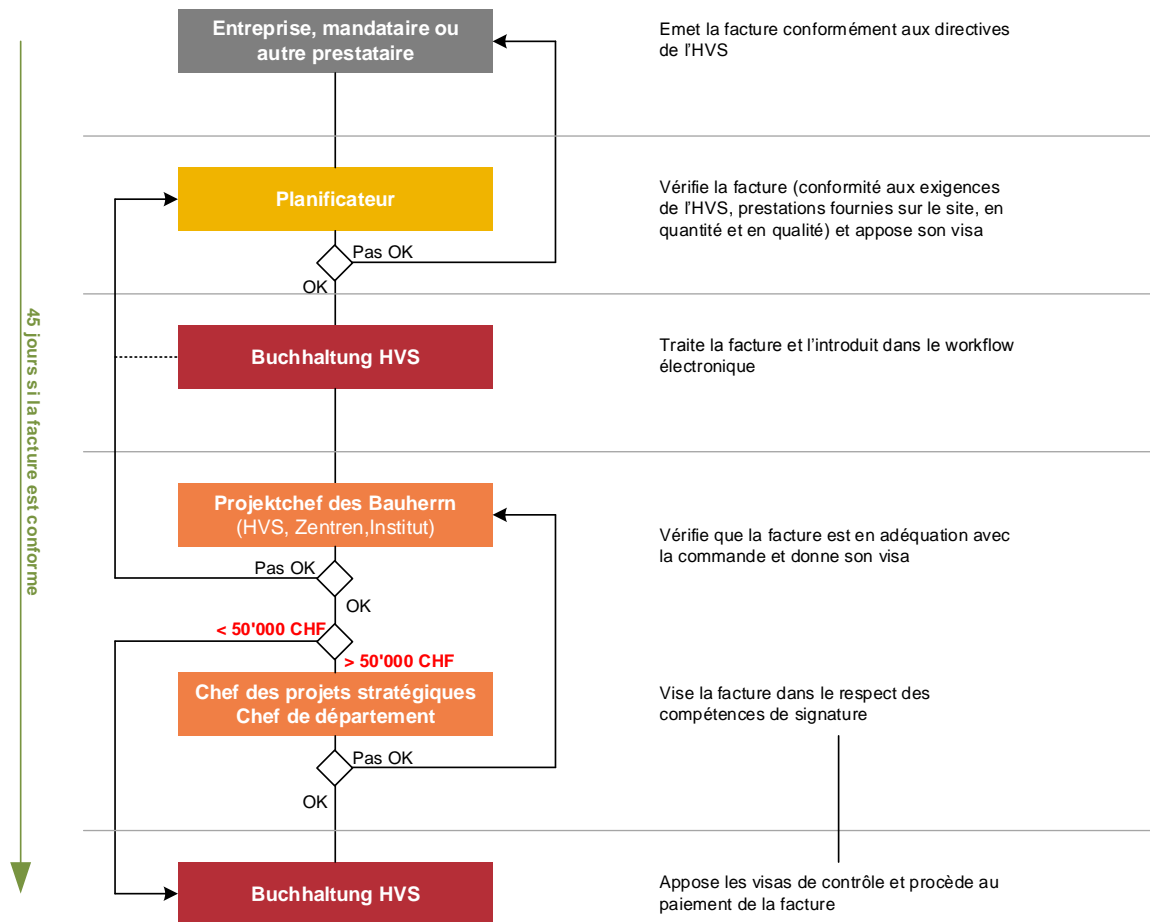 Entreprise, mandataire ou
autre prestataire
Emet la facture conformément aux directives
de l'HVS
Planificateur
Vérifie la facture (conformité aux exigences
de l'HVS, prestations fournies sur le site, en
quantité et en qualité) et appose son visa
Pas OK
OK
45 jours si la facture est conforme
Buchhaltung HVS
Traite la facture et l'introduit dans le workflow
électronique
Projektchef des Bauherrn
(HVS, Zentren,Institut)
Vérifie que la facture est en adéquation avec
la commande et donne son visa
Pas OK
OK
< 50'000 CHF
> 50'000 CHF
Chef des projets stratégiques
Chef de département
Vise la facture dans le respect des
compétences de signature
Pas OK
OK
Buchhaltung HVS
Appose les visas de contrôle et procède au
paiement de la facture